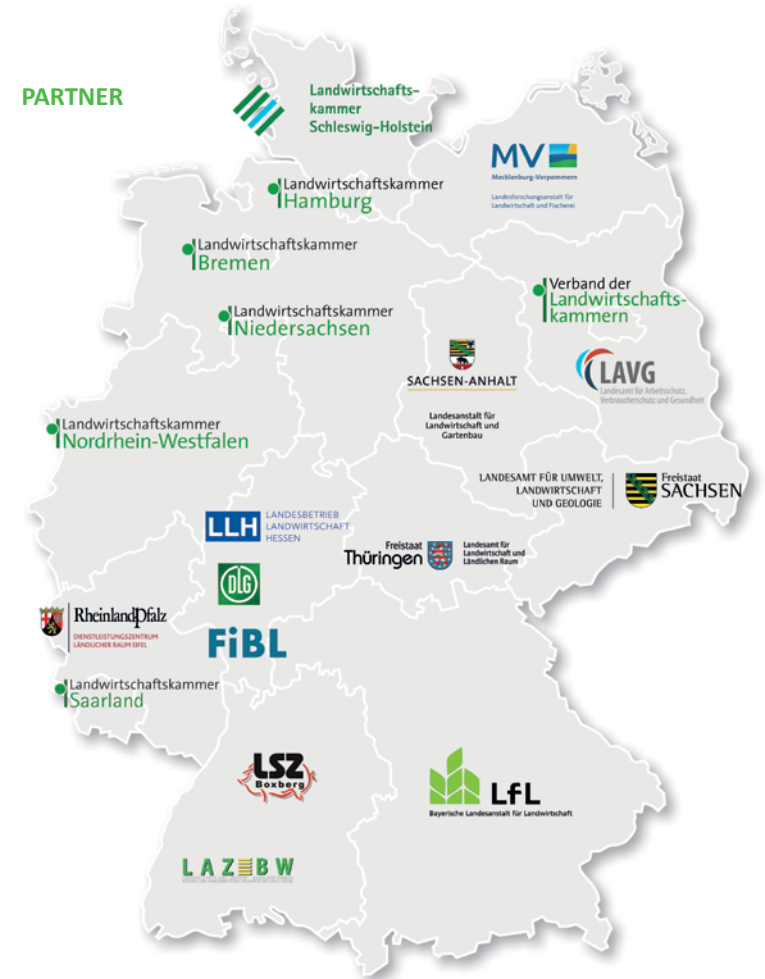 PARTNER
Landwirtschafts-
kammer
Schleswig-Holstein
MV
Mecklenburg-Vorpommern
Landesforschungsanstalt für
Landwirtschaft und Fischerei
Landwirtschaftskammer
Hamburg
Landwirtschaftskammer
Bremen
Verband der
Landwirtschafts-
kammern
Landwirtschaftskammer
Niedersachsen
SACHSEN-ANHALT
Landesanstalt für
Landwirtschaft und
Gartenbau
LAVG
Landesamt für Arbeitsschutz,
Verbraucherschutz und Gesundheit
Landwirtschaftskammer
Nordrhein-Westfalen
LANDESAMT FÜR UMWELT,
LANDWIRTSCHAFT
UND GEOLOGIE
Freistaat
SACHSEN
LLH
LANDESBETRIEB
LANDWIRTSCHAFT
HESSEN
Freistaat
Thüringen
Landesamt für
Landwirtschaft und
Ländlichen Raum
DLG
RheinlandPfalz
DIENSTLEISTUNGSZENTRUM
LÄNDLICHER RAUM EIFEL
FiBL
Landwirtschaftskammer
Saarland
LSZ
Boxberg
LfL
Bayerische Landesanstalt für Landwirtschaft
LAZBW